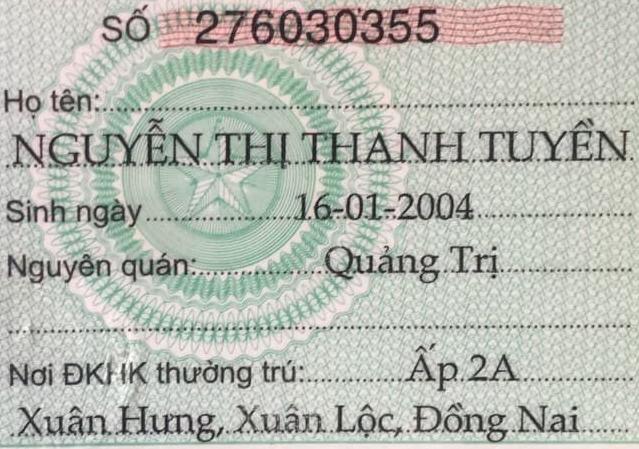 SỐ 276030355
Họ tên:
NGUYỄN THỊ THANH TUYỀN
Sinh ngày 16-01-2004
Nguyên quán: Quảng Trị
Nơi ĐKHK thường trú: Ấp 2A
Xuân Hưng, Xuân Lộc, Đồng Nai